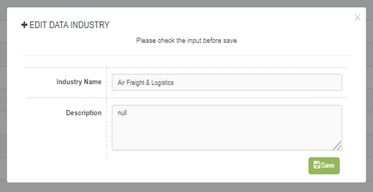 EDIT DATA INDUSTRY
Please check the input before save
Industry Name
Air Freight & Logistics
Description
null
Save